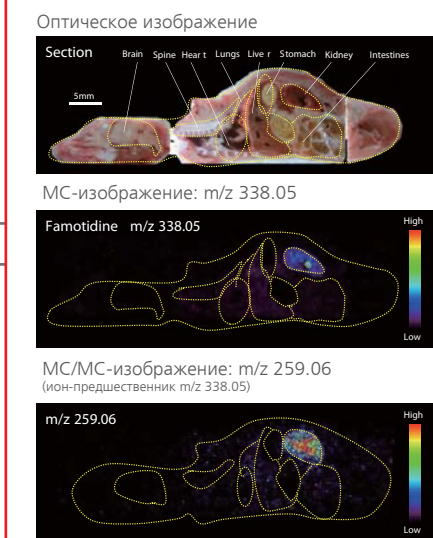 Оптическое изображение
Section
Brain Spine Hear t Lungs Live r Stomach Kidney Intestines
5mm
МС-изображение: m/z 338.05
Famotidine m/z 338.05
High
Low
МС/МС-изображение: m/z 259.06
(ион-предшественник m/z 338.05)
m/z 259.06
High
Low